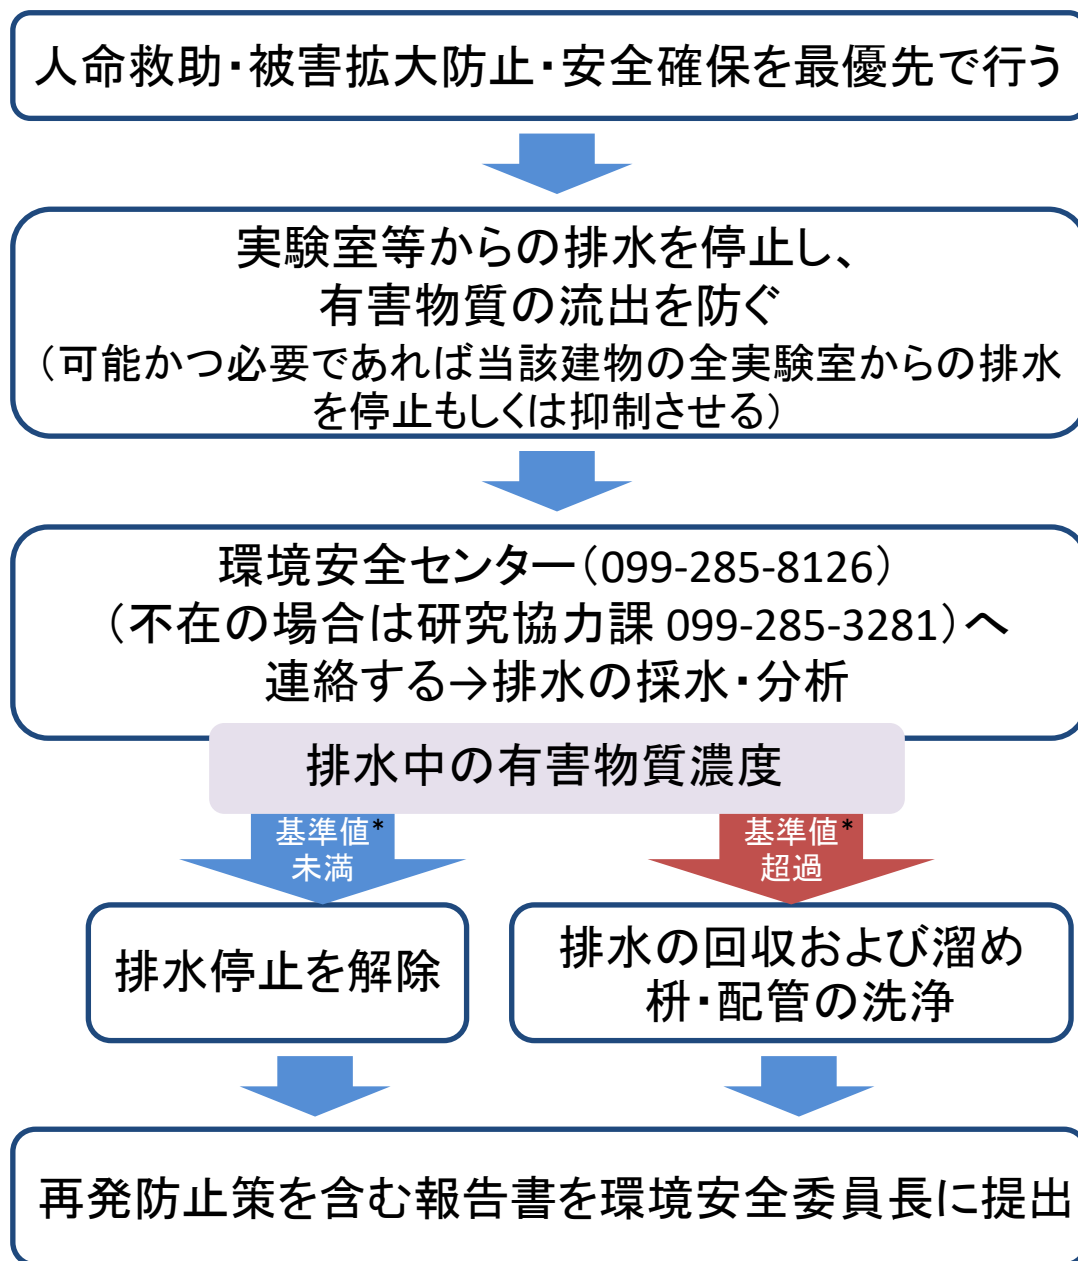 人命救助・被害拡大防止・安全確保を最優先で行う
実験室等からの排水を停止し、
有害物質の流出を防ぐ
（可能かつ必要であれば当該建物の全実験室からの排水
を停止もしくは抑制させる）
環境安全センター（099-285-8126）
（不在の場合は研究協力課 099-285-3281）へ
連絡する→排水の採水・分析
排水中の有害物質濃度
基準値*
未満
基準値*
超過
排水停止を解除
排水の回収および溜め
枡・配管の洗浄
再発防止策を含む報告書を環境安全委員長に提出